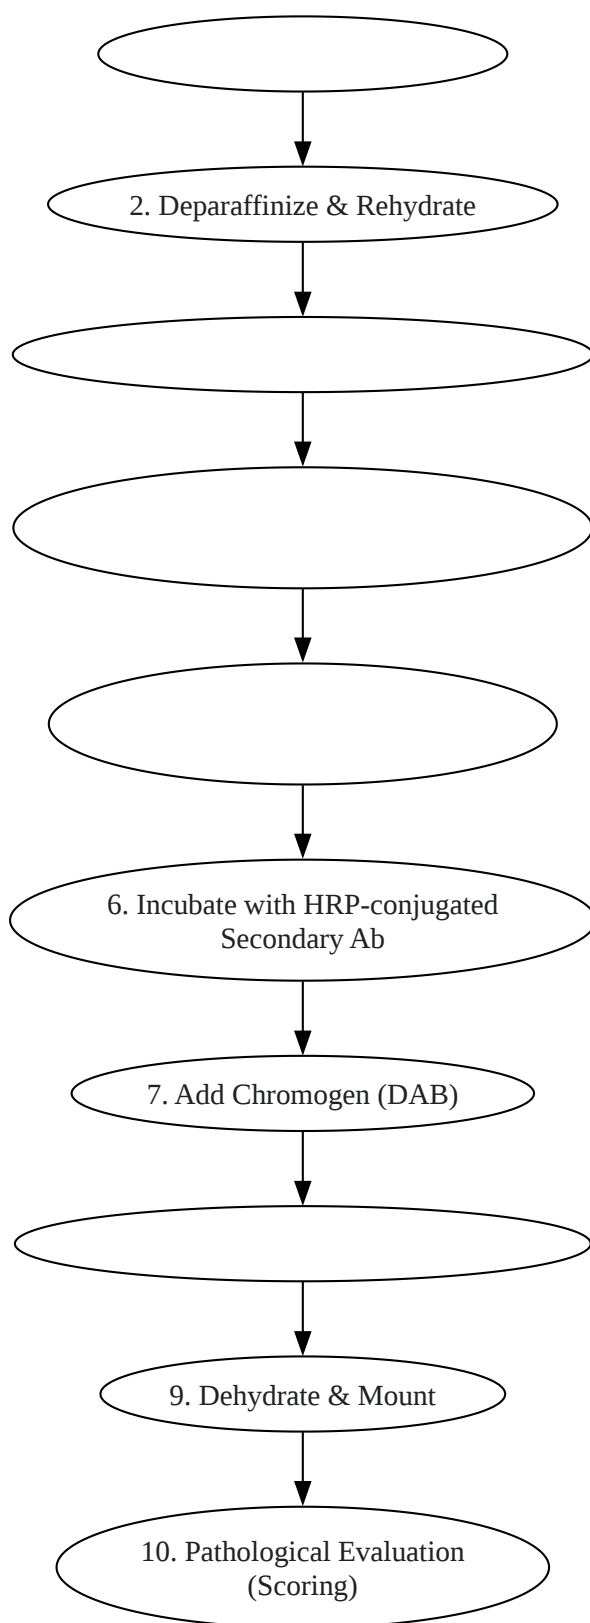 2. Deparaffinize & Rehydrate
6. Incubate with HRP-conjugated
Secondary Ab
7. Add Chromogen (DAB)
9. Dehydrate & Mount
10. Pathological Evaluation
(Scoring)